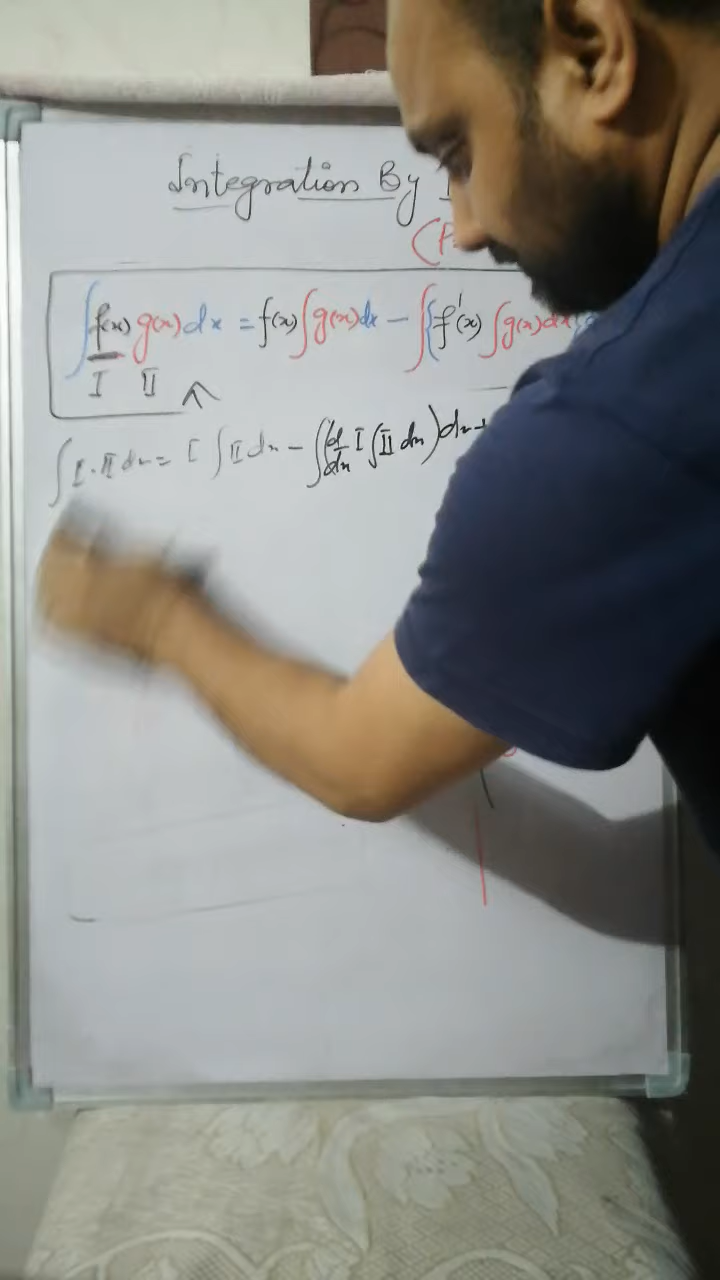 Integration By
∫f(x) g(x) dx = f(x) ∫g(x) dx - ∫{f'(x) ∫g(x) dx
I II
∫I·II dx = I ∫II dx - ∫(d/dx I ∫II dx) dx +